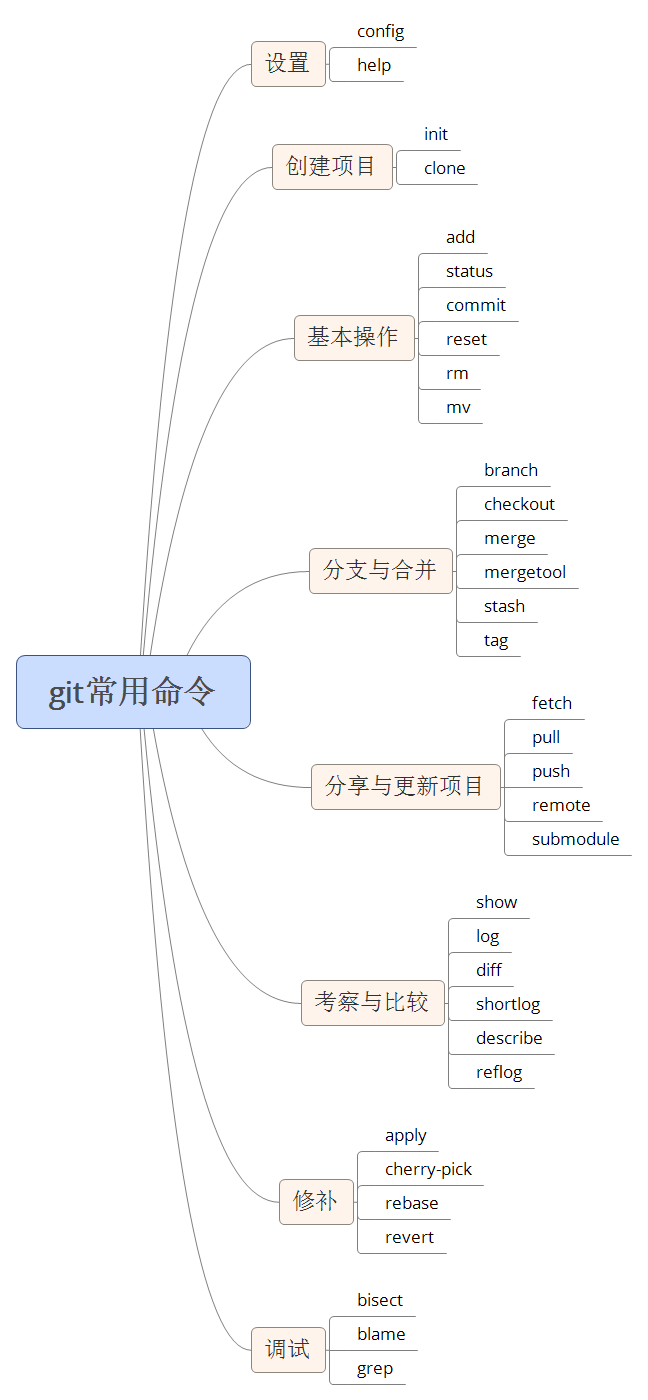 git常用命令
设置
config
help
创建项目
init
clone
基本操作
add
status
commit
reset
rm
mv
分支与合并
branch
checkout
merge
mergetool
stash
tag
分享与更新项目
fetch
pull
push
remote
submodule
考察与比较
show
log
diff
shortlog
describe
reflog
修补
apply
cherry-pick
rebase
revert
调试
bisect
blame
grep